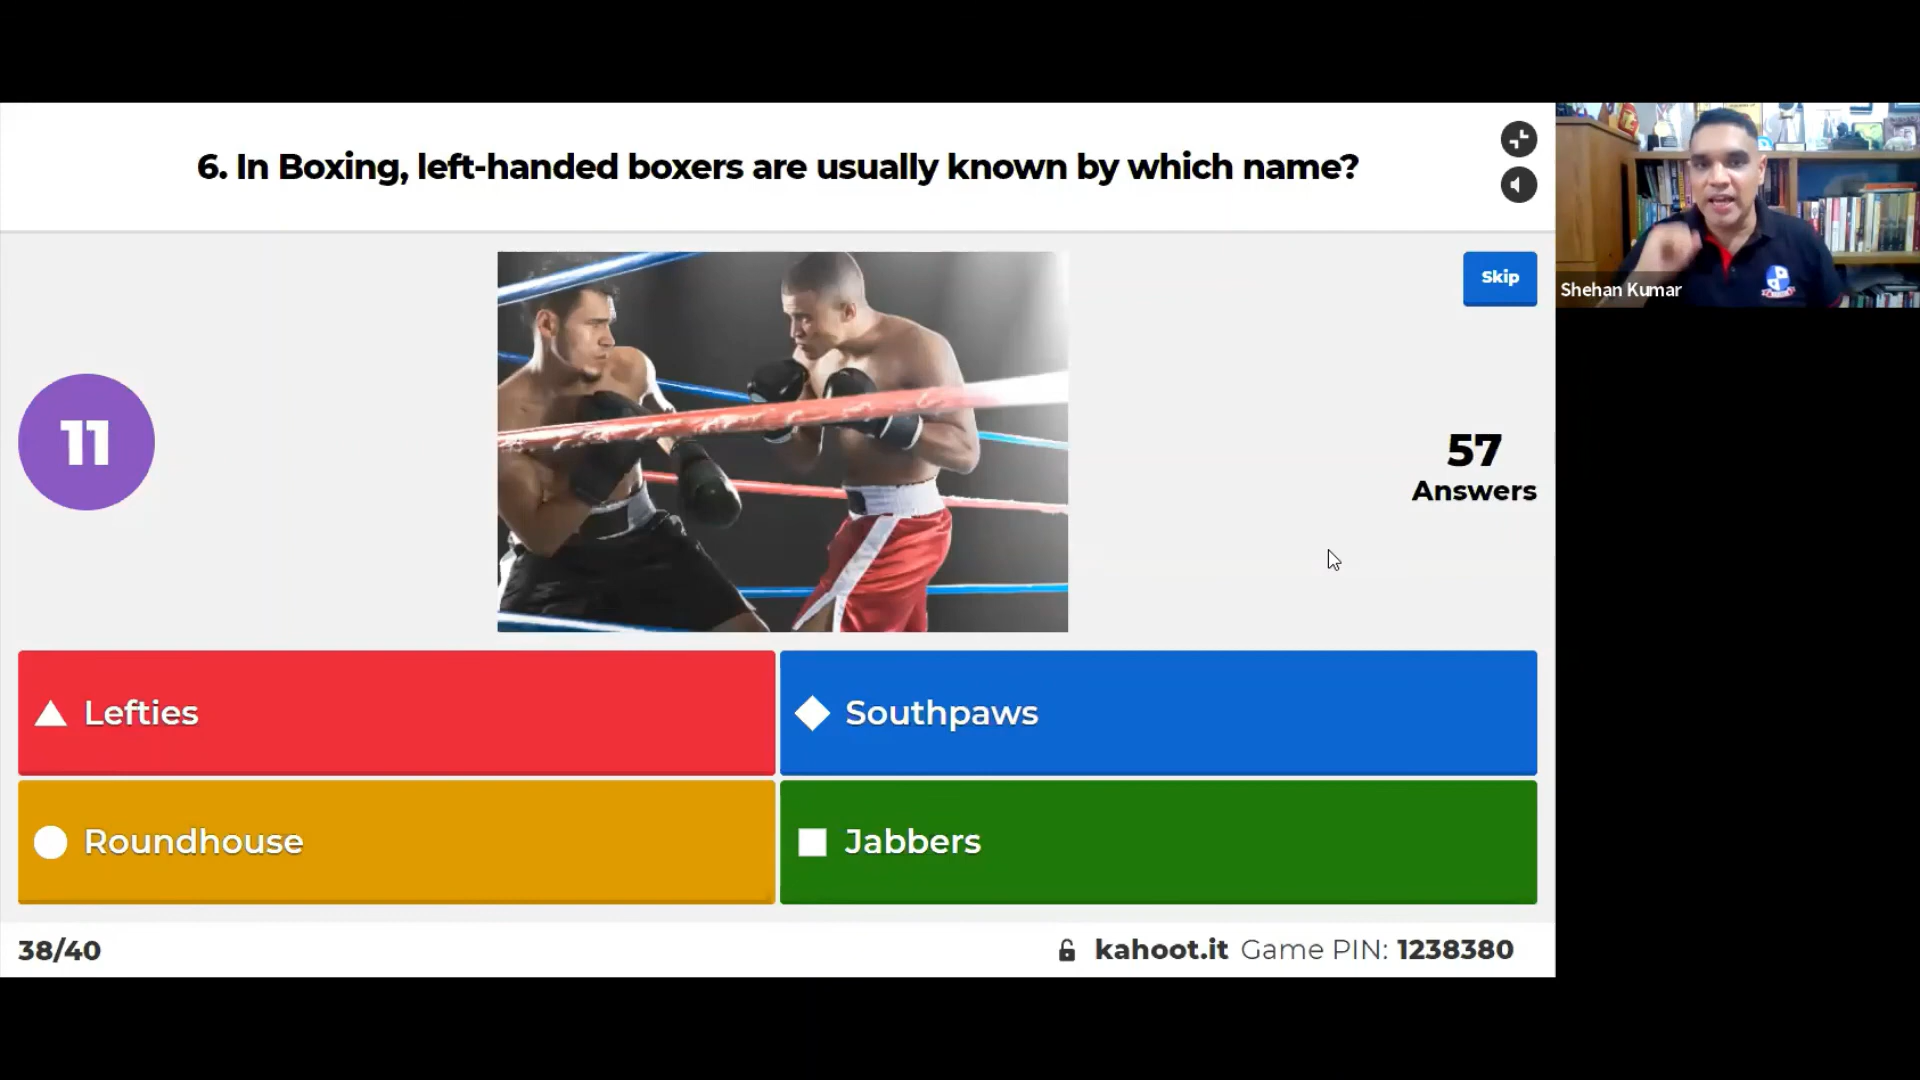 6. In Boxing, left-handed boxers are usually known by which name?
Skip
Shehan Kumar
11
57
Answers
Lefties
Southpaws
Roundhouse
Jabbers
38/40
kahoot.it Game PIN: 1238380